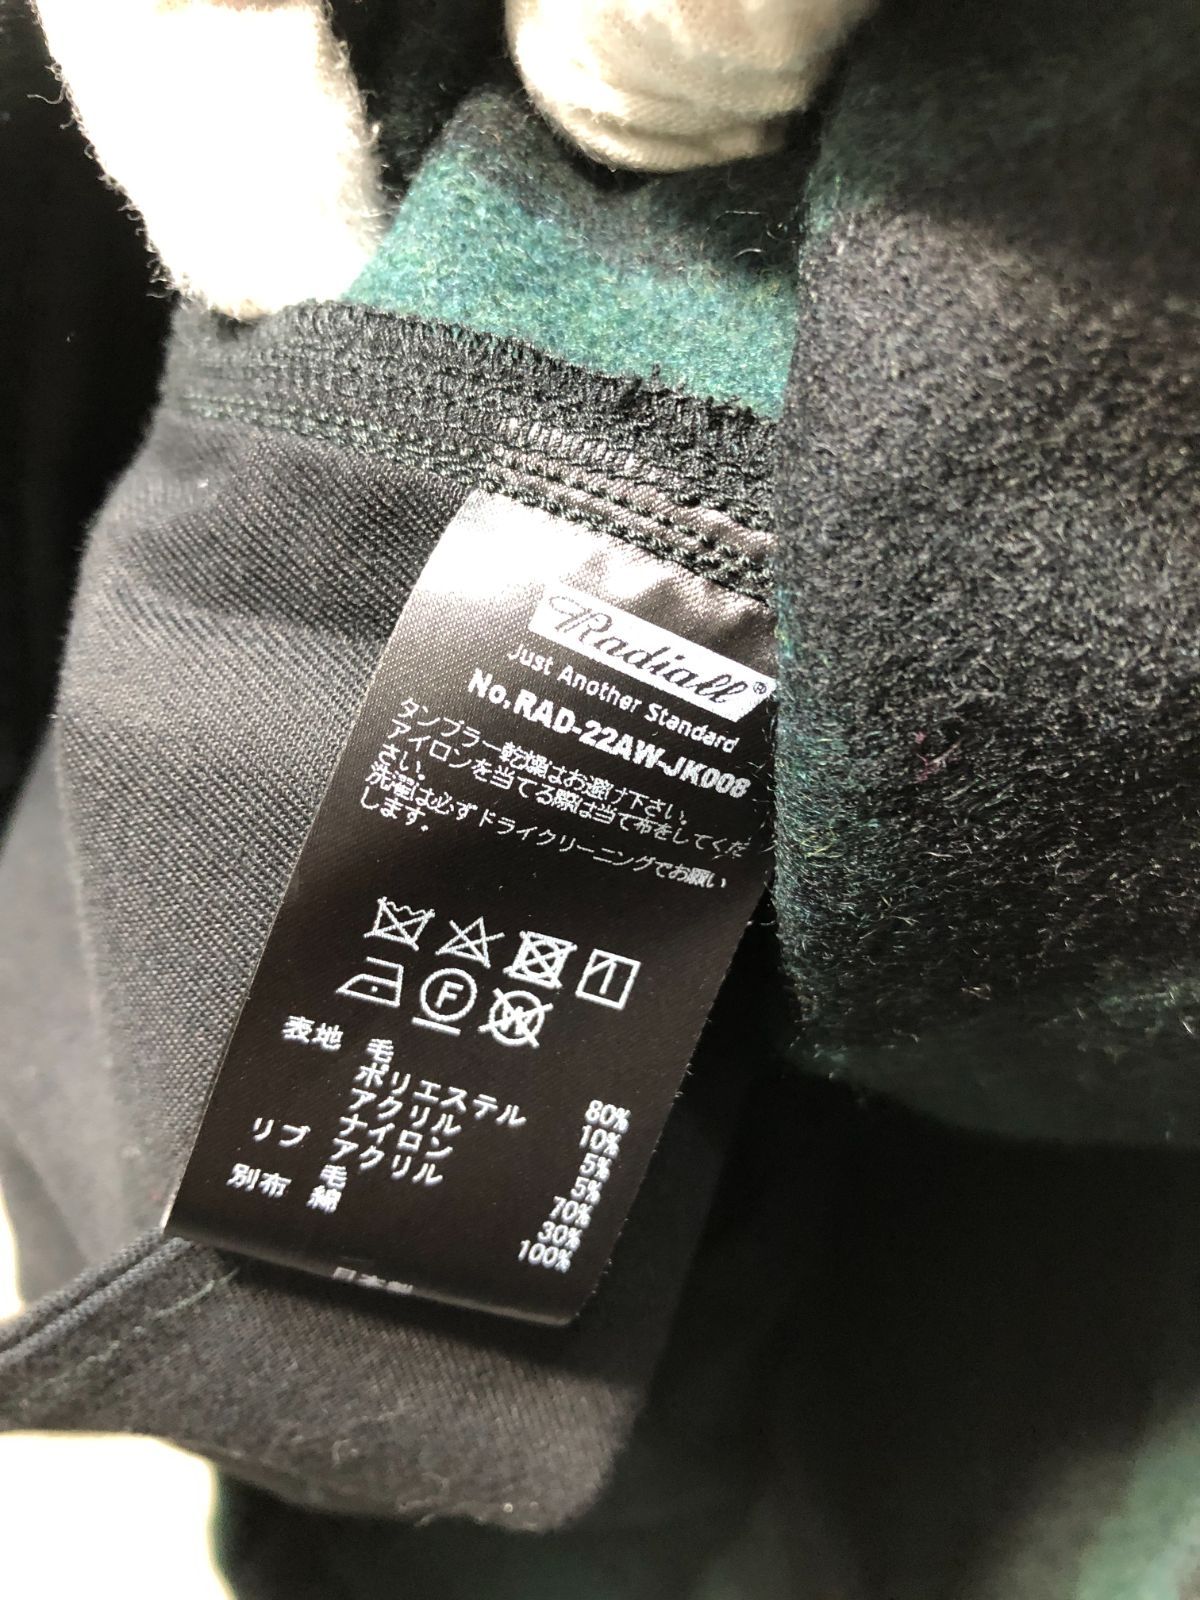 Radiall®
Just Another Standard
No.RAD-22AW-JK008
タンブラー乾燥はお避け下さい。
アイロンを当てる際は当て布をしてくだ
さい。
洗濯は必ずドライクリーニングでお願い
します。
F
W
表地 毛 80%
ポリエステル 10%
アクリル 5%
ナイロン 5%
リブ アクリル 70%
毛 30%
別布 綿 100%
日本製